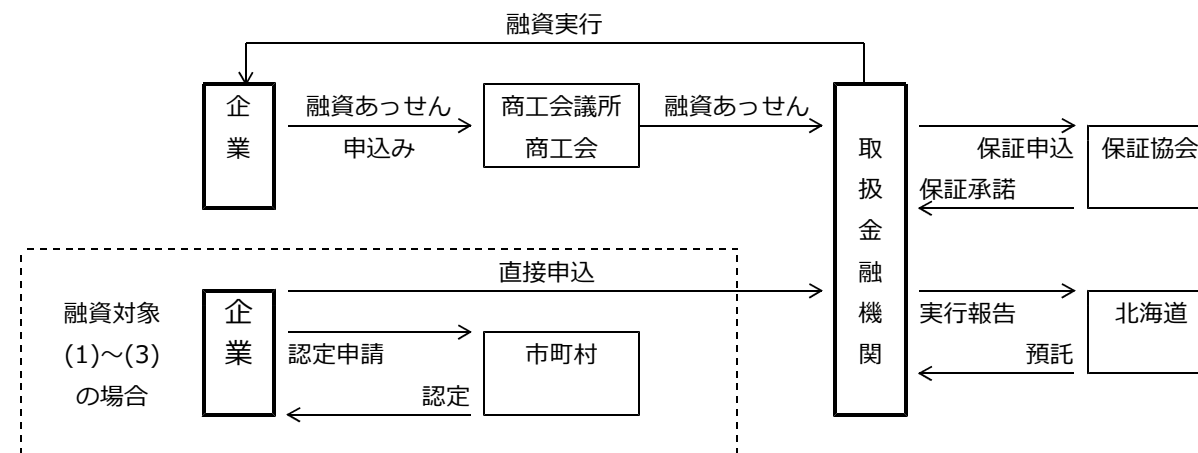 融資実行
企業
融資あっせん
申込み
商工会議所
商工会
融資あっせん
取扱金融機関
保証申込
保証承諾
保証協会
直接申込
融資対象
(1)～(3)
の場合
企業
認定申請
認定
市町村
実行報告
預託
北海道